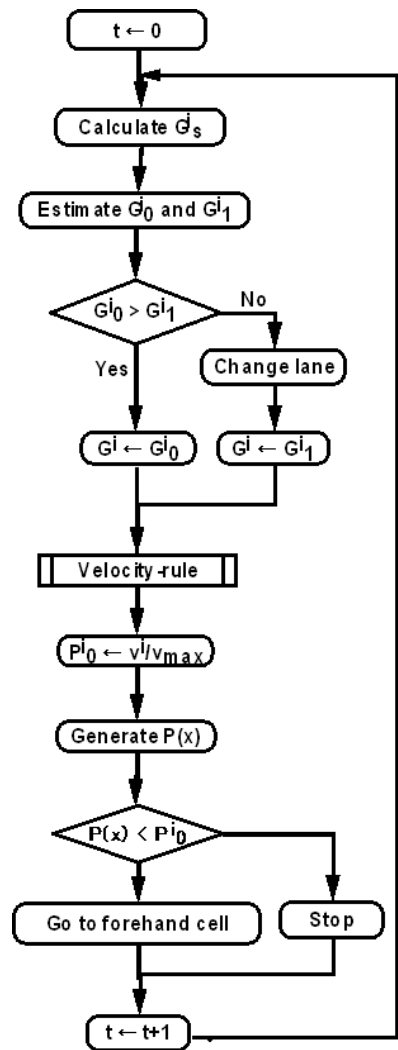 t ← 0
Calculate Gⁱs
Estimate Gⁱ0 and Gⁱ1
Gⁱ0 > Gⁱ1
No
Yes
Change lane
Gⁱ ← Gⁱ0
Gⁱ ← Gⁱ1
Velocity-rule
Pⁱ0 ← vⁱ/vmax
Generate P(x)
P(x) < Pⁱ0
Go to forehand cell
Stop
t ← t+1